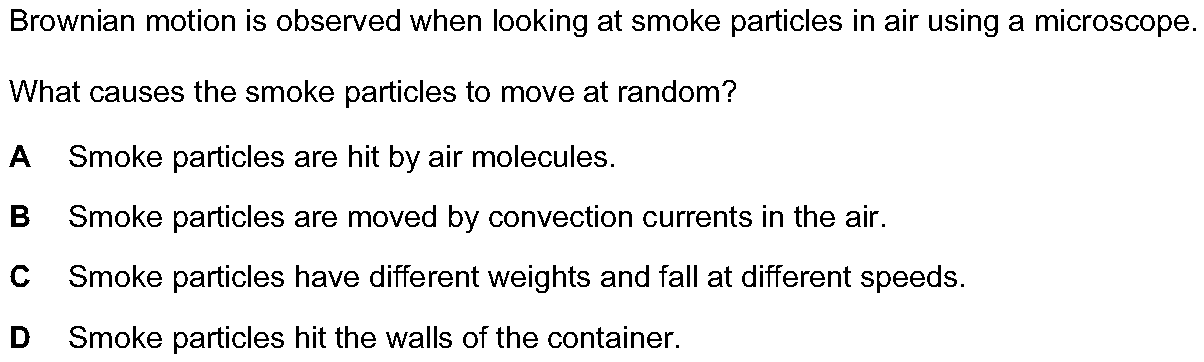 Brownian motion is observed when looking at smoke particles in air using a microscope.
What causes the smoke particles to move at random?
A Smoke particles are hit by air molecules.
B Smoke particles are moved by convection currents in the air.
C Smoke particles have different weights and fall at different speeds.
D Smoke particles hit the walls of the container.